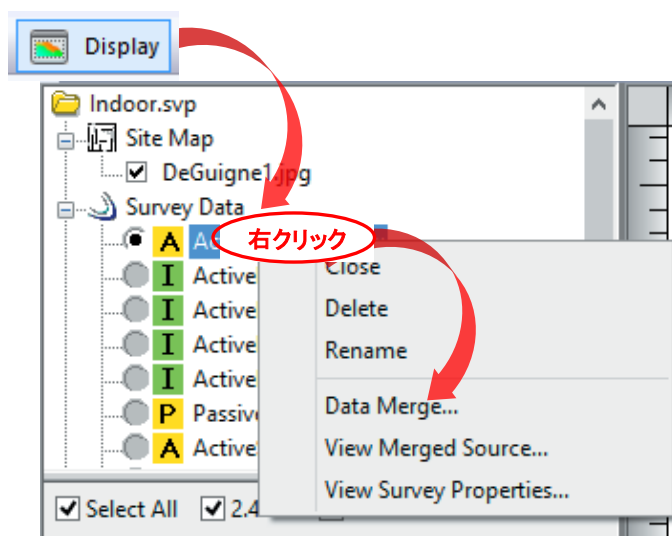 Display
Indoor.svp
Site Map
DeGuigne1.jpg
Survey Data
A
右クリック
I Active
I Active
I Active
I Active
P Passiv
A Active
Close
Delete
Rename
Data Merge...
View Merged Source...
View Survey Properties...
Select All 2.4